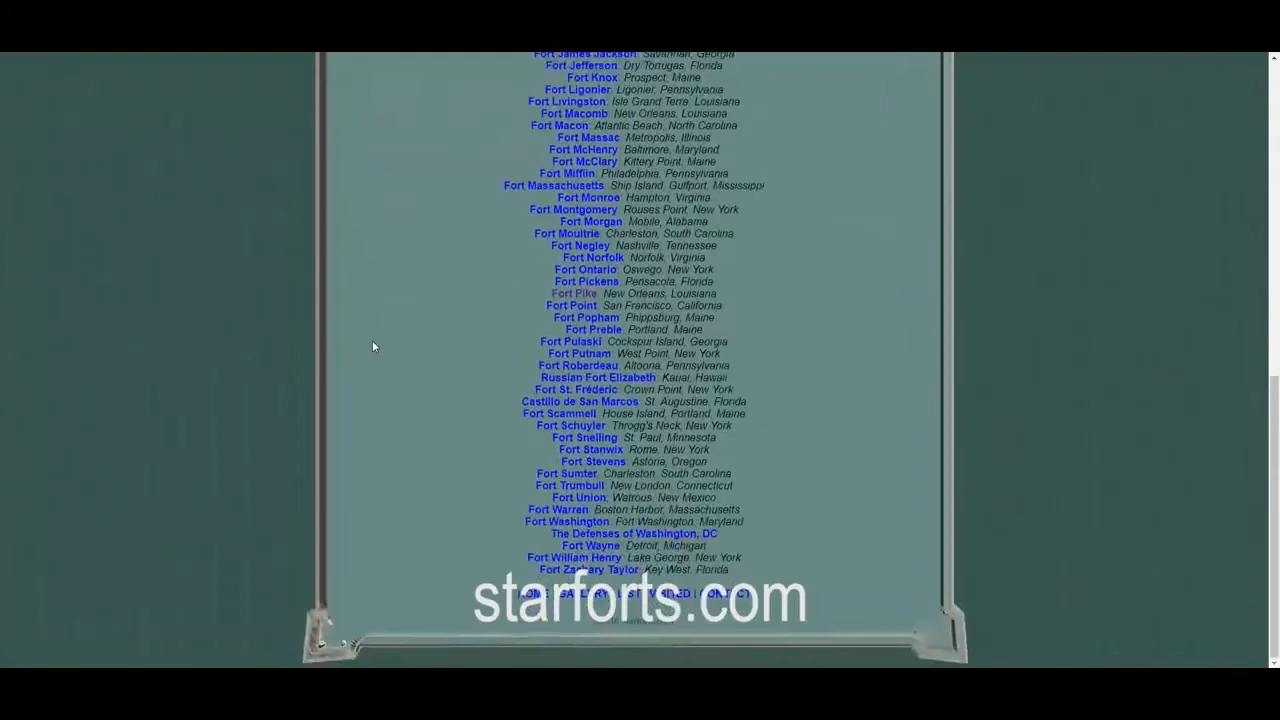 Fort James Jackson Savannah, Georgia
Fort Jefferson Dry Tortugas, Florida
Fort Knox Prospect, Maine
Fort Ligonier Ligonier, Pennsylvania
Fort Livingston Isle Grand Terre, Louisiana
Fort Macomb New Orleans, Louisiana
Fort Macon Atlantic Beach, North Carolina
Fort Massac Metropolis, Illinois
Fort McHenry Baltimore, Maryland
Fort McClary Kittery Point, Maine
Fort Mifflin Philadelphia, Pennsylvania
Fort Massachusetts Ship Island, Gulfport, Mississippi
Fort Monroe Hampton, Virginia
Fort Montgomery Rouses Point, New York
Fort Morgan Mobile, Alabama
Fort Moultrie Charleston, South Carolina
Fort Negley Nashville, Tennessee
Fort Norfolk Norfolk, Virginia
Fort Ontario Oswego, New York
Fort Pickens Pensacola, Florida
Fort Pike New Orleans, Louisiana
Fort Point San Francisco, California
Fort Popham Phippsburg, Maine
Fort Preble Portland, Maine
Fort Pulaski Cockspur Island, Georgia
Fort Putnam West Point, New York
Fort Roberdeau Altoona, Pennsylvania
Russian Fort Elizabeth Kauai, Hawaii
Fort St. Frédéric Crown Point, New York
Castillo de San Marcos St. Augustine, Florida
Fort Scammell House Island, Portland, Maine
Fort Schuyler Throgg's Neck, New York
Fort Snelling St. Paul, Minnesota
Fort Stanwix Rome, New York
Fort Stevens Astoria, Oregon
Fort Sumter Charleston, South Carolina
Fort Trumbull New London, Connecticut
Fort Union Watrous, New Mexico
Fort Warren Boston Harbor, Massachusetts
Fort Washington Fort Washington, Maryland
The Defenses of Washington, DC
Fort Wayne Detroit, Michigan
Fort William Henry Lake George, New York
Fort Zachary Taylor Key West, Florida
starforts.com